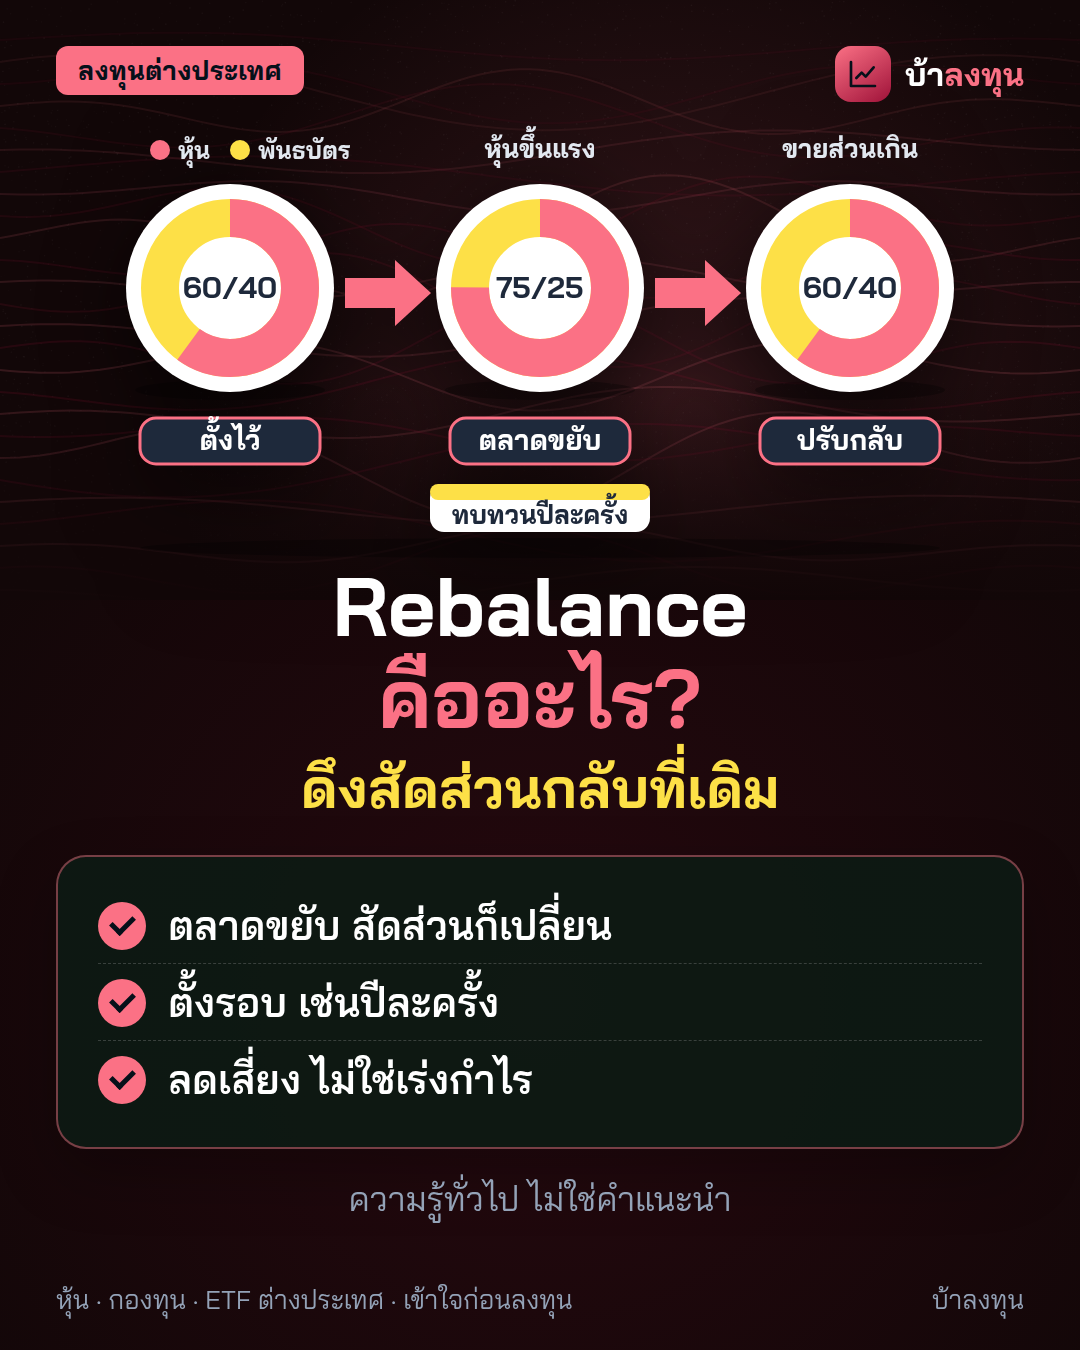 ลงทุนต่างประเทศ
บ้าลงทุน
หุ้น พันธบัตร
หุ้นขึ้นแรง
ขายส่วนเกิน
60/40
75/25
60/40
ตั้งไว้
ตลาดขยับ
ปรับกลับ
ทบทวนปีละครั้ง
Rebalance
คืออะไร?
ดึงสัดส่วนกลับที่เดิม
ตลาดขยับ สัดส่วนก็เปลี่ยน
ตั้งรอบ เช่นปีละครั้ง
ลดเสี่ยง ไม่ใช่เร่งกำไร
ความรู้ทั่วไป ไม่ใช่คำแนะนำ
หุ้น · กองทุน · ETF ต่างประเทศ · เข้าใจก่อนลงทุน
บ้าลงทุน